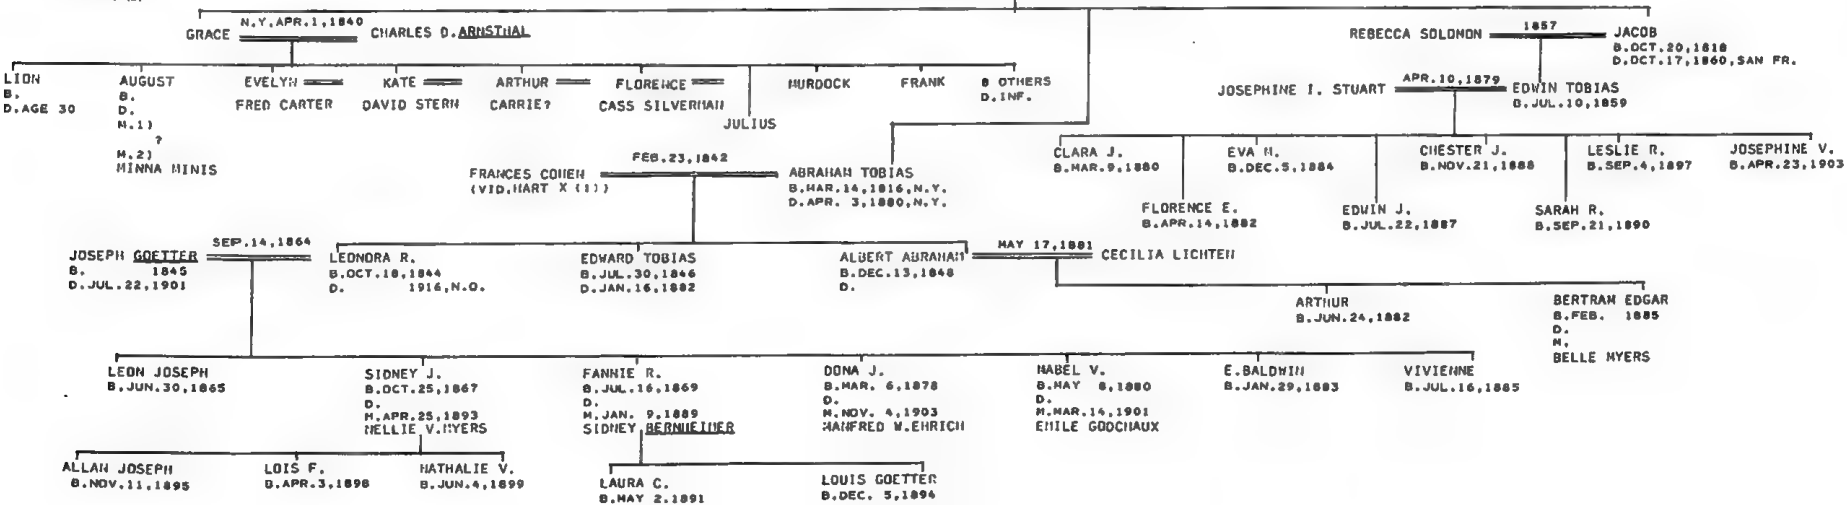 N.Y.APR.1,1840
GRACE
CHARLES D.ARNSTHAL
REBECCA SOLOMON
1857
JACOB
B.OCT.20,1818
D.OCT.17,1860,SAN FR.
LION
B.
D.AGE 30
AUGUST
B.
D.
M.1)
?
M.2)
MINNA MINIS
EVELYN
FRED CARTER
KATE
DAVID STERN
ARTHUR
CARRIE?
FLORENCE
CASS SILVERMAN
JULIUS
MURDOCK
FRANK
8 OTHERS
D.INF.
JOSEPHINE I. STUART
APR.10,1879
EDWIN TOBIAS
B.JUL.10,1859
CLARA J.
B.MAR.9,1880
EVA M.
B.DEC.5,1884
CHESTER J.
B.NOV.21,1888
LESLIE R.
B.SEP.4,1897
JOSEPHINE V.
B.APR.23,1903
FLORENCE E.
B.APR.14,1882
EDWIN J.
B.JUL.22,1887
SARAH R.
B.SEP.21,1890
FRANCES COHEN
(VID.HART X (1))
FEB.23,1842
ABRAHAM TOBIAS
B.MAR.14,1816,N.Y.
D.APR. 3,1880,N.Y.
JOSEPH GOETTER
B. 1845
D.JUL.22,1901
SEP.14,1864
LEONORA R.
B.OCT.18,1844
D. 1916,N.O.
EDWARD TOBIAS
B.JUL.30,1846
D.JAN.16,1882
ALBERT ABRAHAM
B.DEC.13,1848
D.
MAY 17,1881
CECILIA LICHTEN
ARTHUR
B.JUN.24,1882
BERTRAM EDGAR
B.FEB. 1885
D.
M.
BELLE MYERS
LEON JOSEPH
B.JUN.30,1865
SIDNEY J.
B.OCT.25,1867
D.
M.APR.25,1893
NELLIE V.MYERS
FANNIE R.
B.JUL.16,1869
D.
M.JAN. 9.1889
SIDNEY BERNHEIMER
DONA J.
B.MAR. 6,1878
D.
M.NOV. 4,1903
MANFRED W.EHRICH
MABEL V.
B.MAY 8,1880
D.
M.MAR.14,1901
EMILE GODCHAUX
E.BALDWIN
B.JAN.29,1883
VIVIENNE
B.JUL.16,1885
ALLAN JOSEPH
B.NOV.11,1895
LOIS F.
B.APR.3,1898
NATHALIE V.
B.JUN.4,1899
LAURA C.
B.MAY 2.1891
LOUIS GOETTER
B.DEC. 5,1894